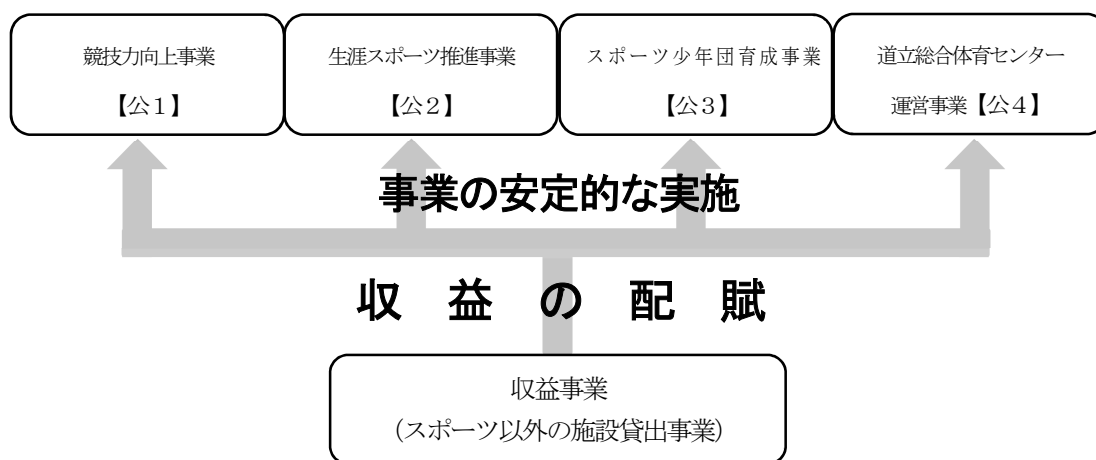 競技力向上事業
【公1】
生涯スポーツ推進事業
【公2】
スポーツ少年団育成事業
【公3】
道立総合体育センター
運営事業【公4】
事業の安定的な実施
収益の配賦
収益事業
(スポーツ以外の施設貸出事業)